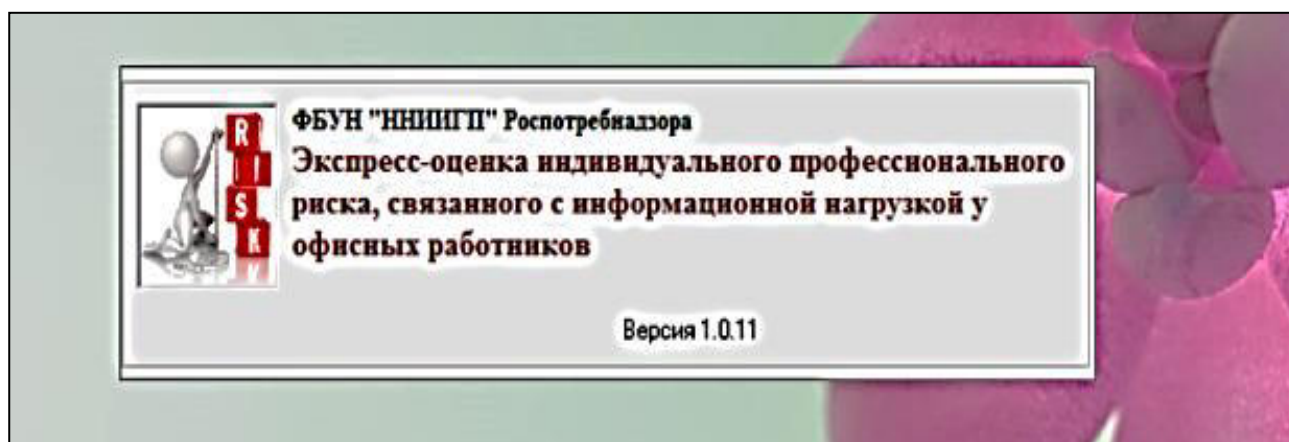 ФБУН "ННИИГП" Роспотребнадзора
Экспресс-оценка индивидуального профессионального
риска, связанного с информационной нагрузкой у
офисных работников
R
I
S
K
Версия 1.0.11